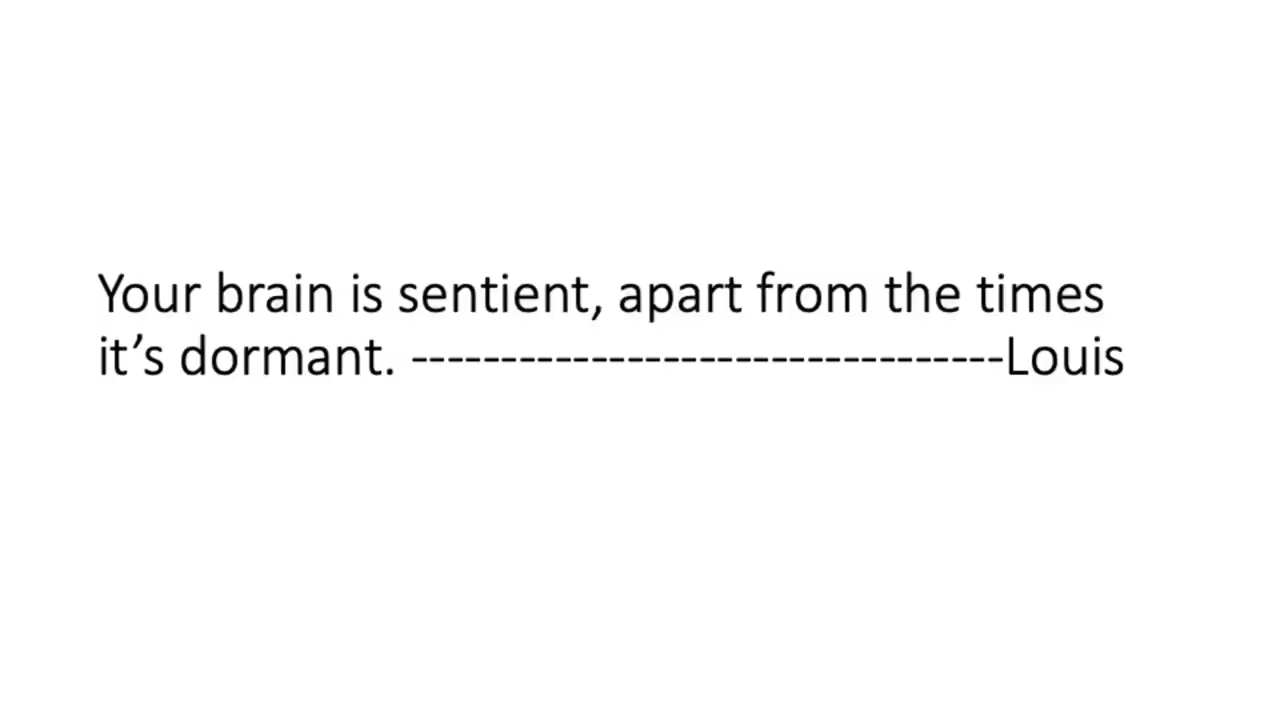 Your brain is sentient, apart from the times
it’s dormant. ---------------------------------Louis